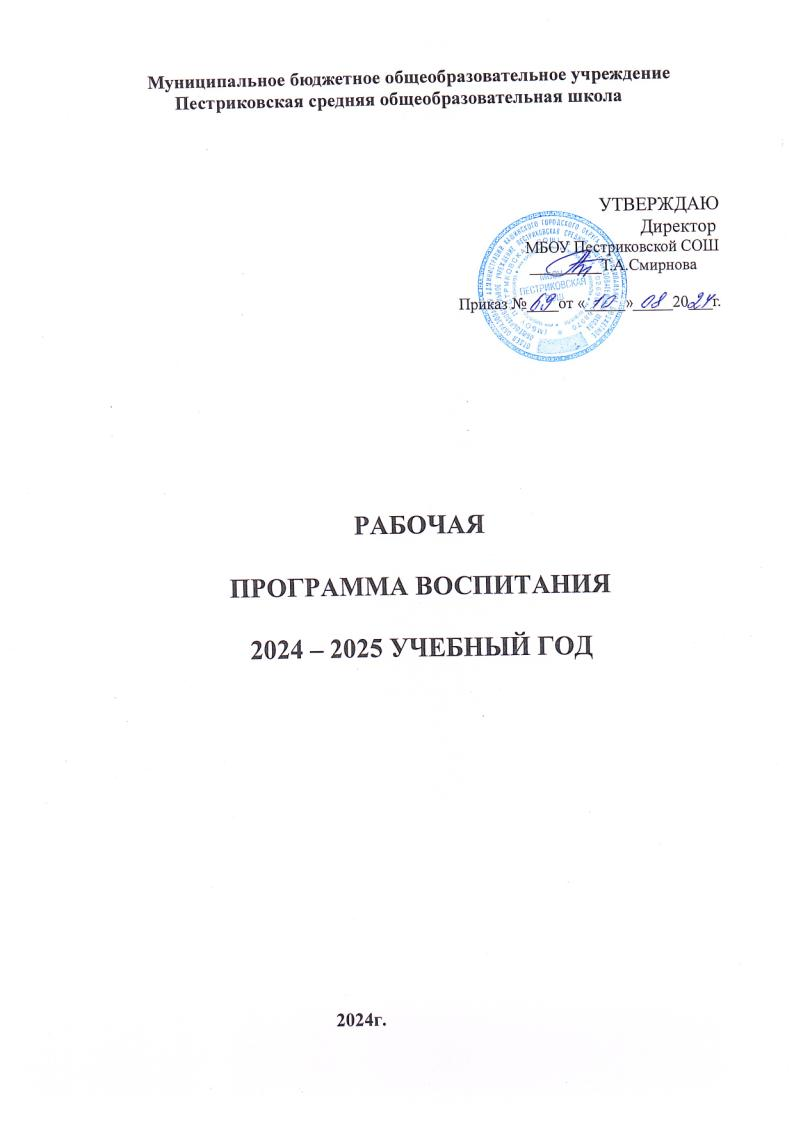 Муниципальное бюджетное общеобразовательное учреждение
Пестриковская средняя общеобразовательная школа
УТВЕРЖДАЮ
Директор
МБОУ Пестриковской СОШ
Т.А.Смирнова
ПЕСТРИКОВСКАЯ
Приказ № 69 от « 10 » 08 2024г.
РАБОЧАЯ
ПРОГРАММА ВОСПИТАНИЯ
2024 – 2025 УЧЕБНЫЙ ГОД
2024г.